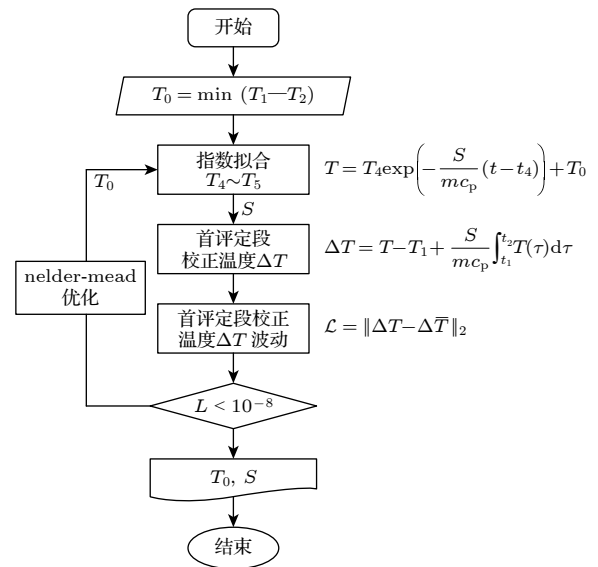 开始
T₀ = min (T₁—T₂)
指数拟合
T₄~T₅
T = T₄exp(−S/(mcₚ)(t−t₄))+T₀
T₀
S
首评定段
校正温度ΔT
ΔT = T−T₁+S/(mcₚ)∫_{t₁}^{t₂}T(τ)dτ
nelder-mead
优化
首评定段校正
温度ΔT 波动
ℒ = ‖ΔT−ΔT̅‖₂
L < 10⁻⁸
T₀, S
结束